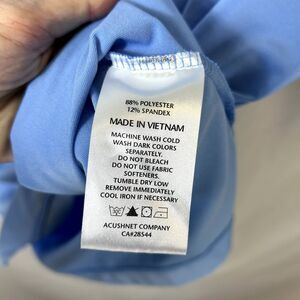 88% POLYESTER
12% SPANDEX
MADE IN VIETNAM
MACHINE WASH COLD
WASH DARK COLORS
SEPARATELY.
DO NOT BLEACH
DO NOT USE FABRIC
SOFTENERS.
TUMBLE DRY LOW
REMOVE IMMEDIATELY
COOL IRON IF NECESSARY
ACUSHNET COMPANY
CA#28544